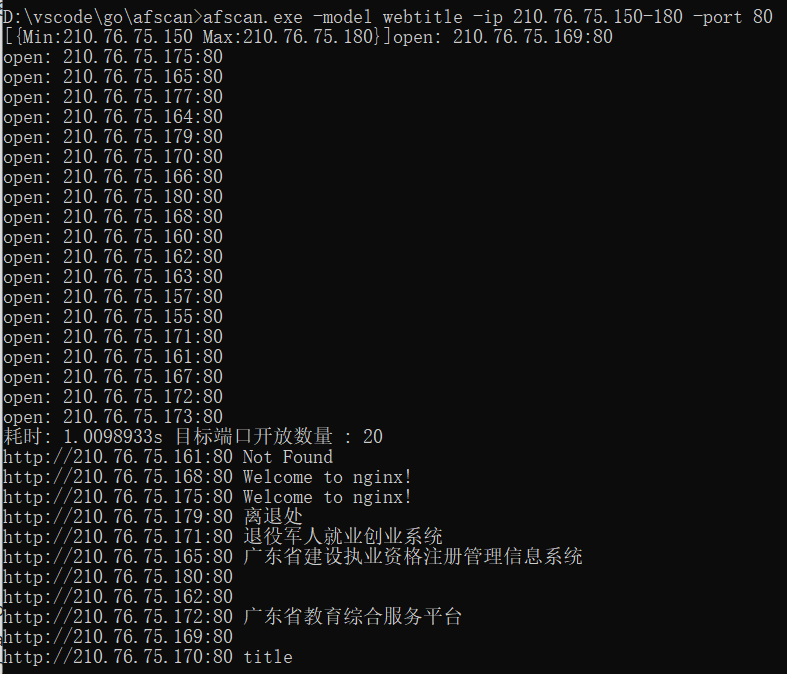 D:\vscode\go\afscan>afscan.exe -model webtitle -ip 210.76.75.150-180 -port 80
[{Min:210.76.75.150 Max:210.76.75.180}]open: 210.76.75.169:80
open: 210.76.75.175:80
open: 210.76.75.165:80
open: 210.76.75.177:80
open: 210.76.75.164:80
open: 210.76.75.179:80
open: 210.76.75.170:80
open: 210.76.75.166:80
open: 210.76.75.180:80
open: 210.76.75.168:80
open: 210.76.75.160:80
open: 210.76.75.162:80
open: 210.76.75.163:80
open: 210.76.75.157:80
open: 210.76.75.155:80
open: 210.76.75.171:80
open: 210.76.75.161:80
open: 210.76.75.167:80
open: 210.76.75.172:80
open: 210.76.75.173:80
耗时: 1.0098933s 目标端口开放数量 : 20
http://210.76.75.161:80 Not Found
http://210.76.75.168:80 Welcome to nginx!
http://210.76.75.175:80 Welcome to nginx!
http://210.76.75.179:80 离退处
http://210.76.75.171:80 退役军人就业创业系统
http://210.76.75.165:80 广东省建设执业资格注册管理信息系统
http://210.76.75.180:80
http://210.76.75.162:80
http://210.76.75.172:80 广东省教育综合服务平台
http://210.76.75.169:80
http://210.76.75.170:80 title